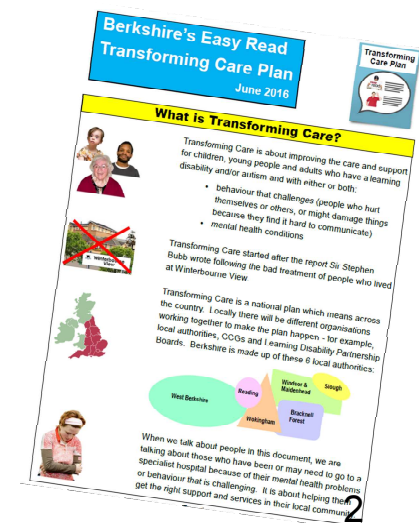 Berkshire's Easy Read
Transforming Care Plan
June 2016
Transforming
Care Plan
What is Transforming Care?
Transforming Care is about improving the care and support
for children, young people and adults who have a learning
disability and/or autism and with either or both:
• behaviour that challenges (people who hurt
themselves or others, or might damage things
because they find it hard to communicate)
• mental health conditions
winterbourne
View
Transforming Care started after the report Sir Stephen
Bubb wrote following the bad treatment of people who lived
at Winterbourne View
Transforming Care is a national plan which means across
the country. Locally there will be different organisations
working together to make the plan happen - for example,
local authorities, CCGs and Learning Disability Partnership
Boards. Berkshire is made up of these 6 local authorities:
West Berkshire
Reading
Wokingham
Windsor &
Maidenhead
Bracknell
Forest
Slough
When we talk about people in this document, we are
talking about those who have been or may need to go to a
specialist hospital because of their mental health problems
or behaviour that is challenging. It is about helping them
get the right support and services in their local community
2